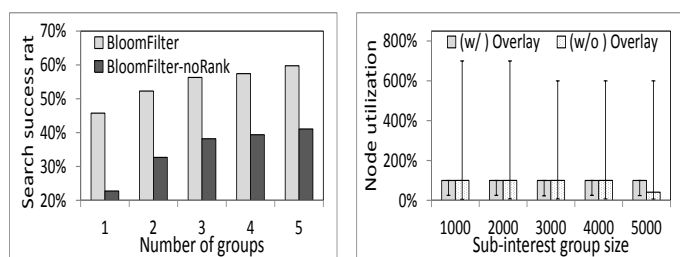 70%
60%
50%
40%
30%
20%
Search success rat
BloomFilter
BloomFilter-noRank
1 2 3 4 5
Number of groups
800%
600%
400%
200%
0%
Node utilization
(w/ ) Overlay (w/o ) Overlay
1000 2000 3000 4000 5000
Sub-interest group size